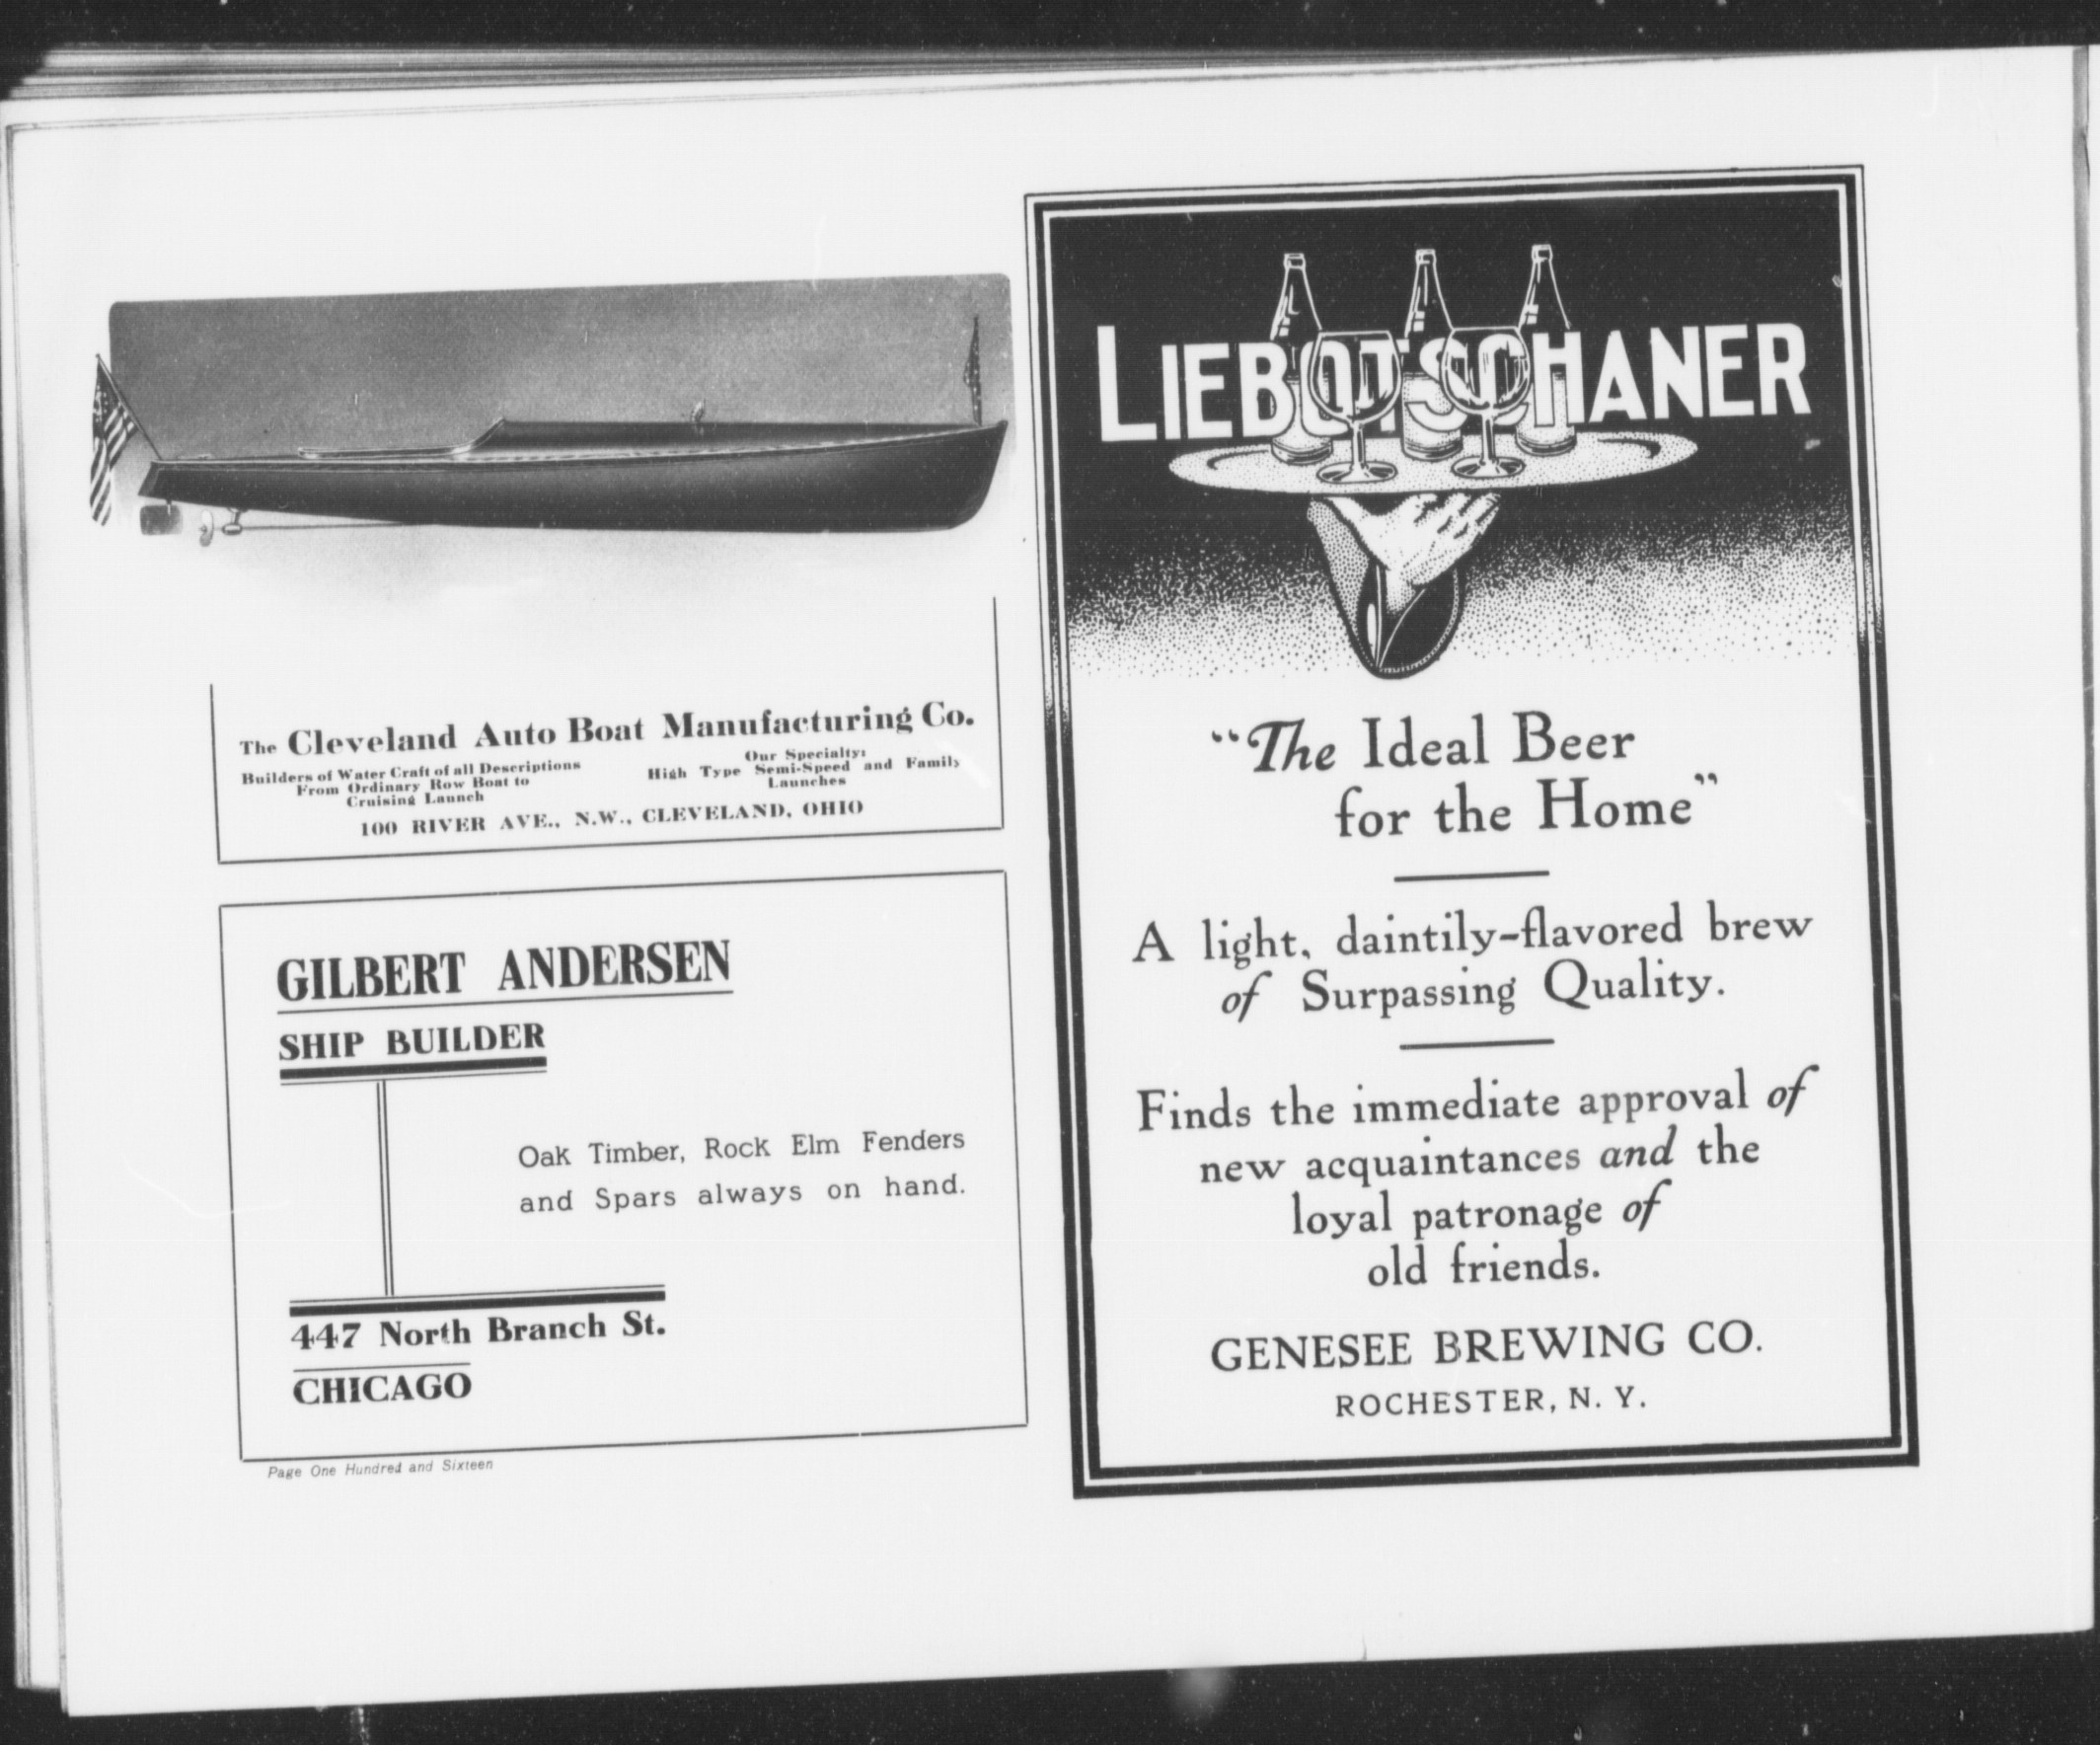 The Cleveland Auto Boat Manufacturing Co.
Builders of Water Craft of all Descriptions
From Ordinary Row Boat to
Cruising Launch
Our Specialty:
High Type Semi-Speed and Family
Launches
100 RIVER AVE., N.W., CLEVELAND, OHIO
GILBERT ANDERSEN
SHIP BUILDER
Oak Timber, Rock Elm Fenders
and Spars always on hand.
447 North Branch St.
CHICAGO
Page One Hundred and Sixteen
LIEBOTSCHANER
"The Ideal Beer
for the Home"
A light, daintily-flavored brew
of Surpassing Quality.
Finds the immediate approval of
new acquaintances and the
loyal patronage of
old friends.
GENESEE BREWING CO.
ROCHESTER, N. Y.